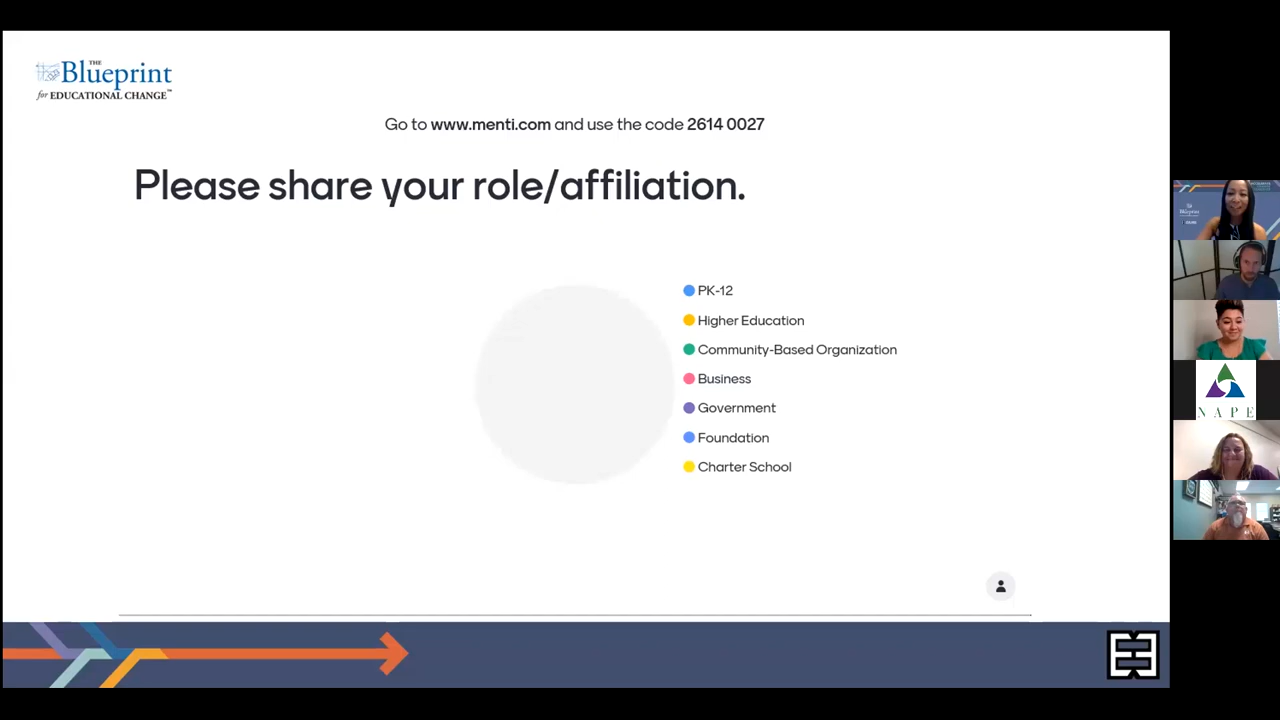 THE
Blueprint
for EDUCATIONAL CHANGE™
Go to www.menti.com and use the code 2614 0027
Please share your role/affiliation.
PK-12
Higher Education
Community-Based Organization
Business
Government
Foundation
Charter School
Blueprint
NAPE